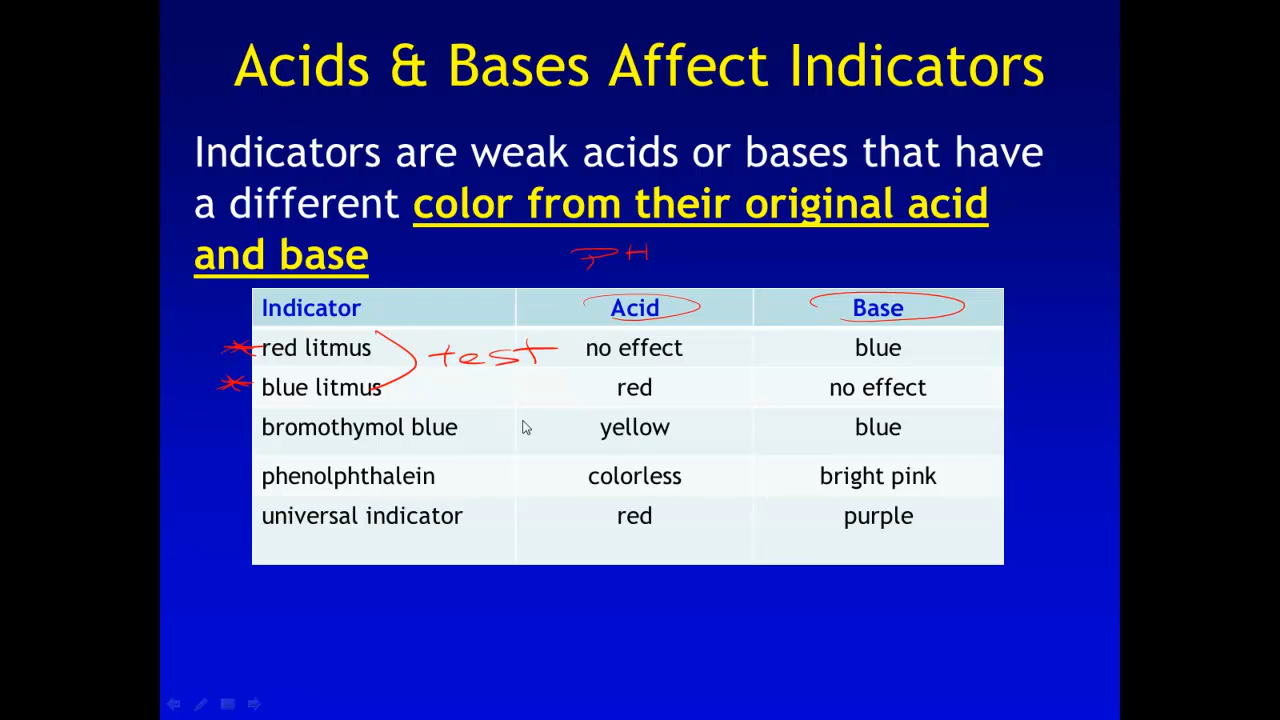 Acids & Bases Affect Indicators
Indicators are weak acids or bases that have
a different color from their original acid
and base
PH
Indicator Acid Base
red litmus test no effect blue
blue litmus red no effect
bromothymol blue yellow blue
phenolphthalein colorless bright pink
universal indicator red purple